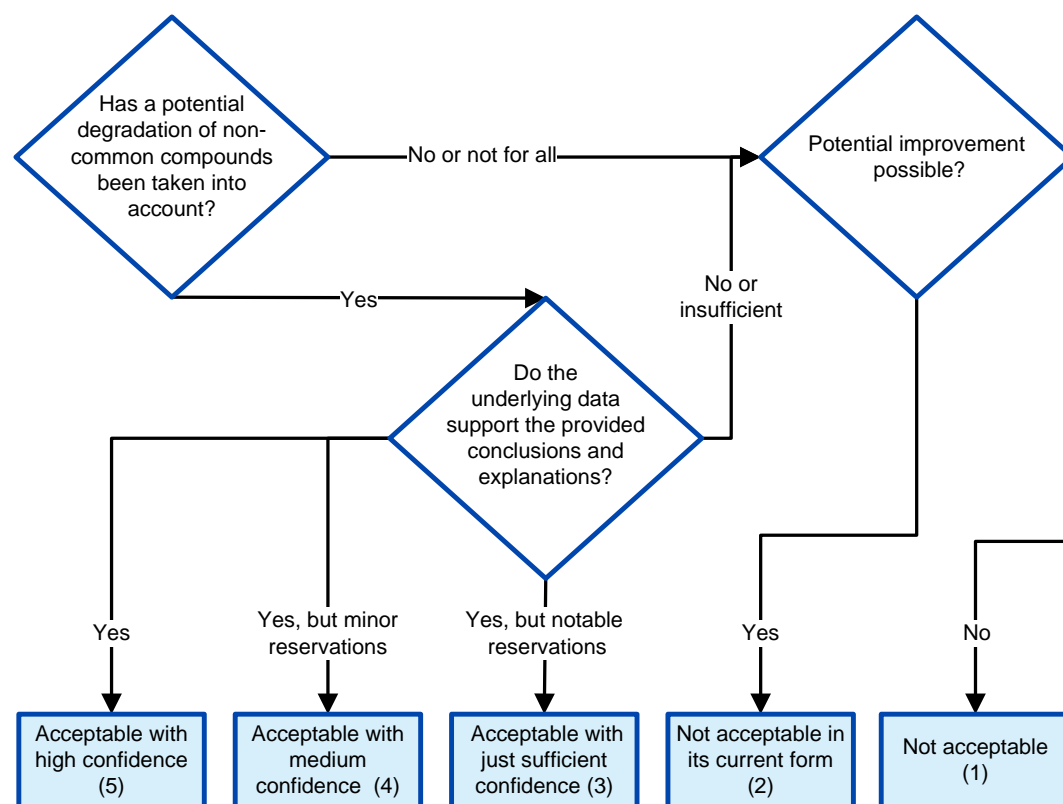 Has a potential
degradation of non-
common compounds
been taken into
account?
No or not for all
Potential improvement
possible?
Yes
No or
insufficient
Do the
underlying data
support the provided
conclusions and
explanations?
Yes
Yes, but minor
reservations
Yes, but notable
reservations
Yes
No
Acceptable with
high confidence
(5)
Acceptable with
medium
confidence (4)
Acceptable with
just sufficient
confidence (3)
Not acceptable in
its current form
(2)
Not acceptable
(1)